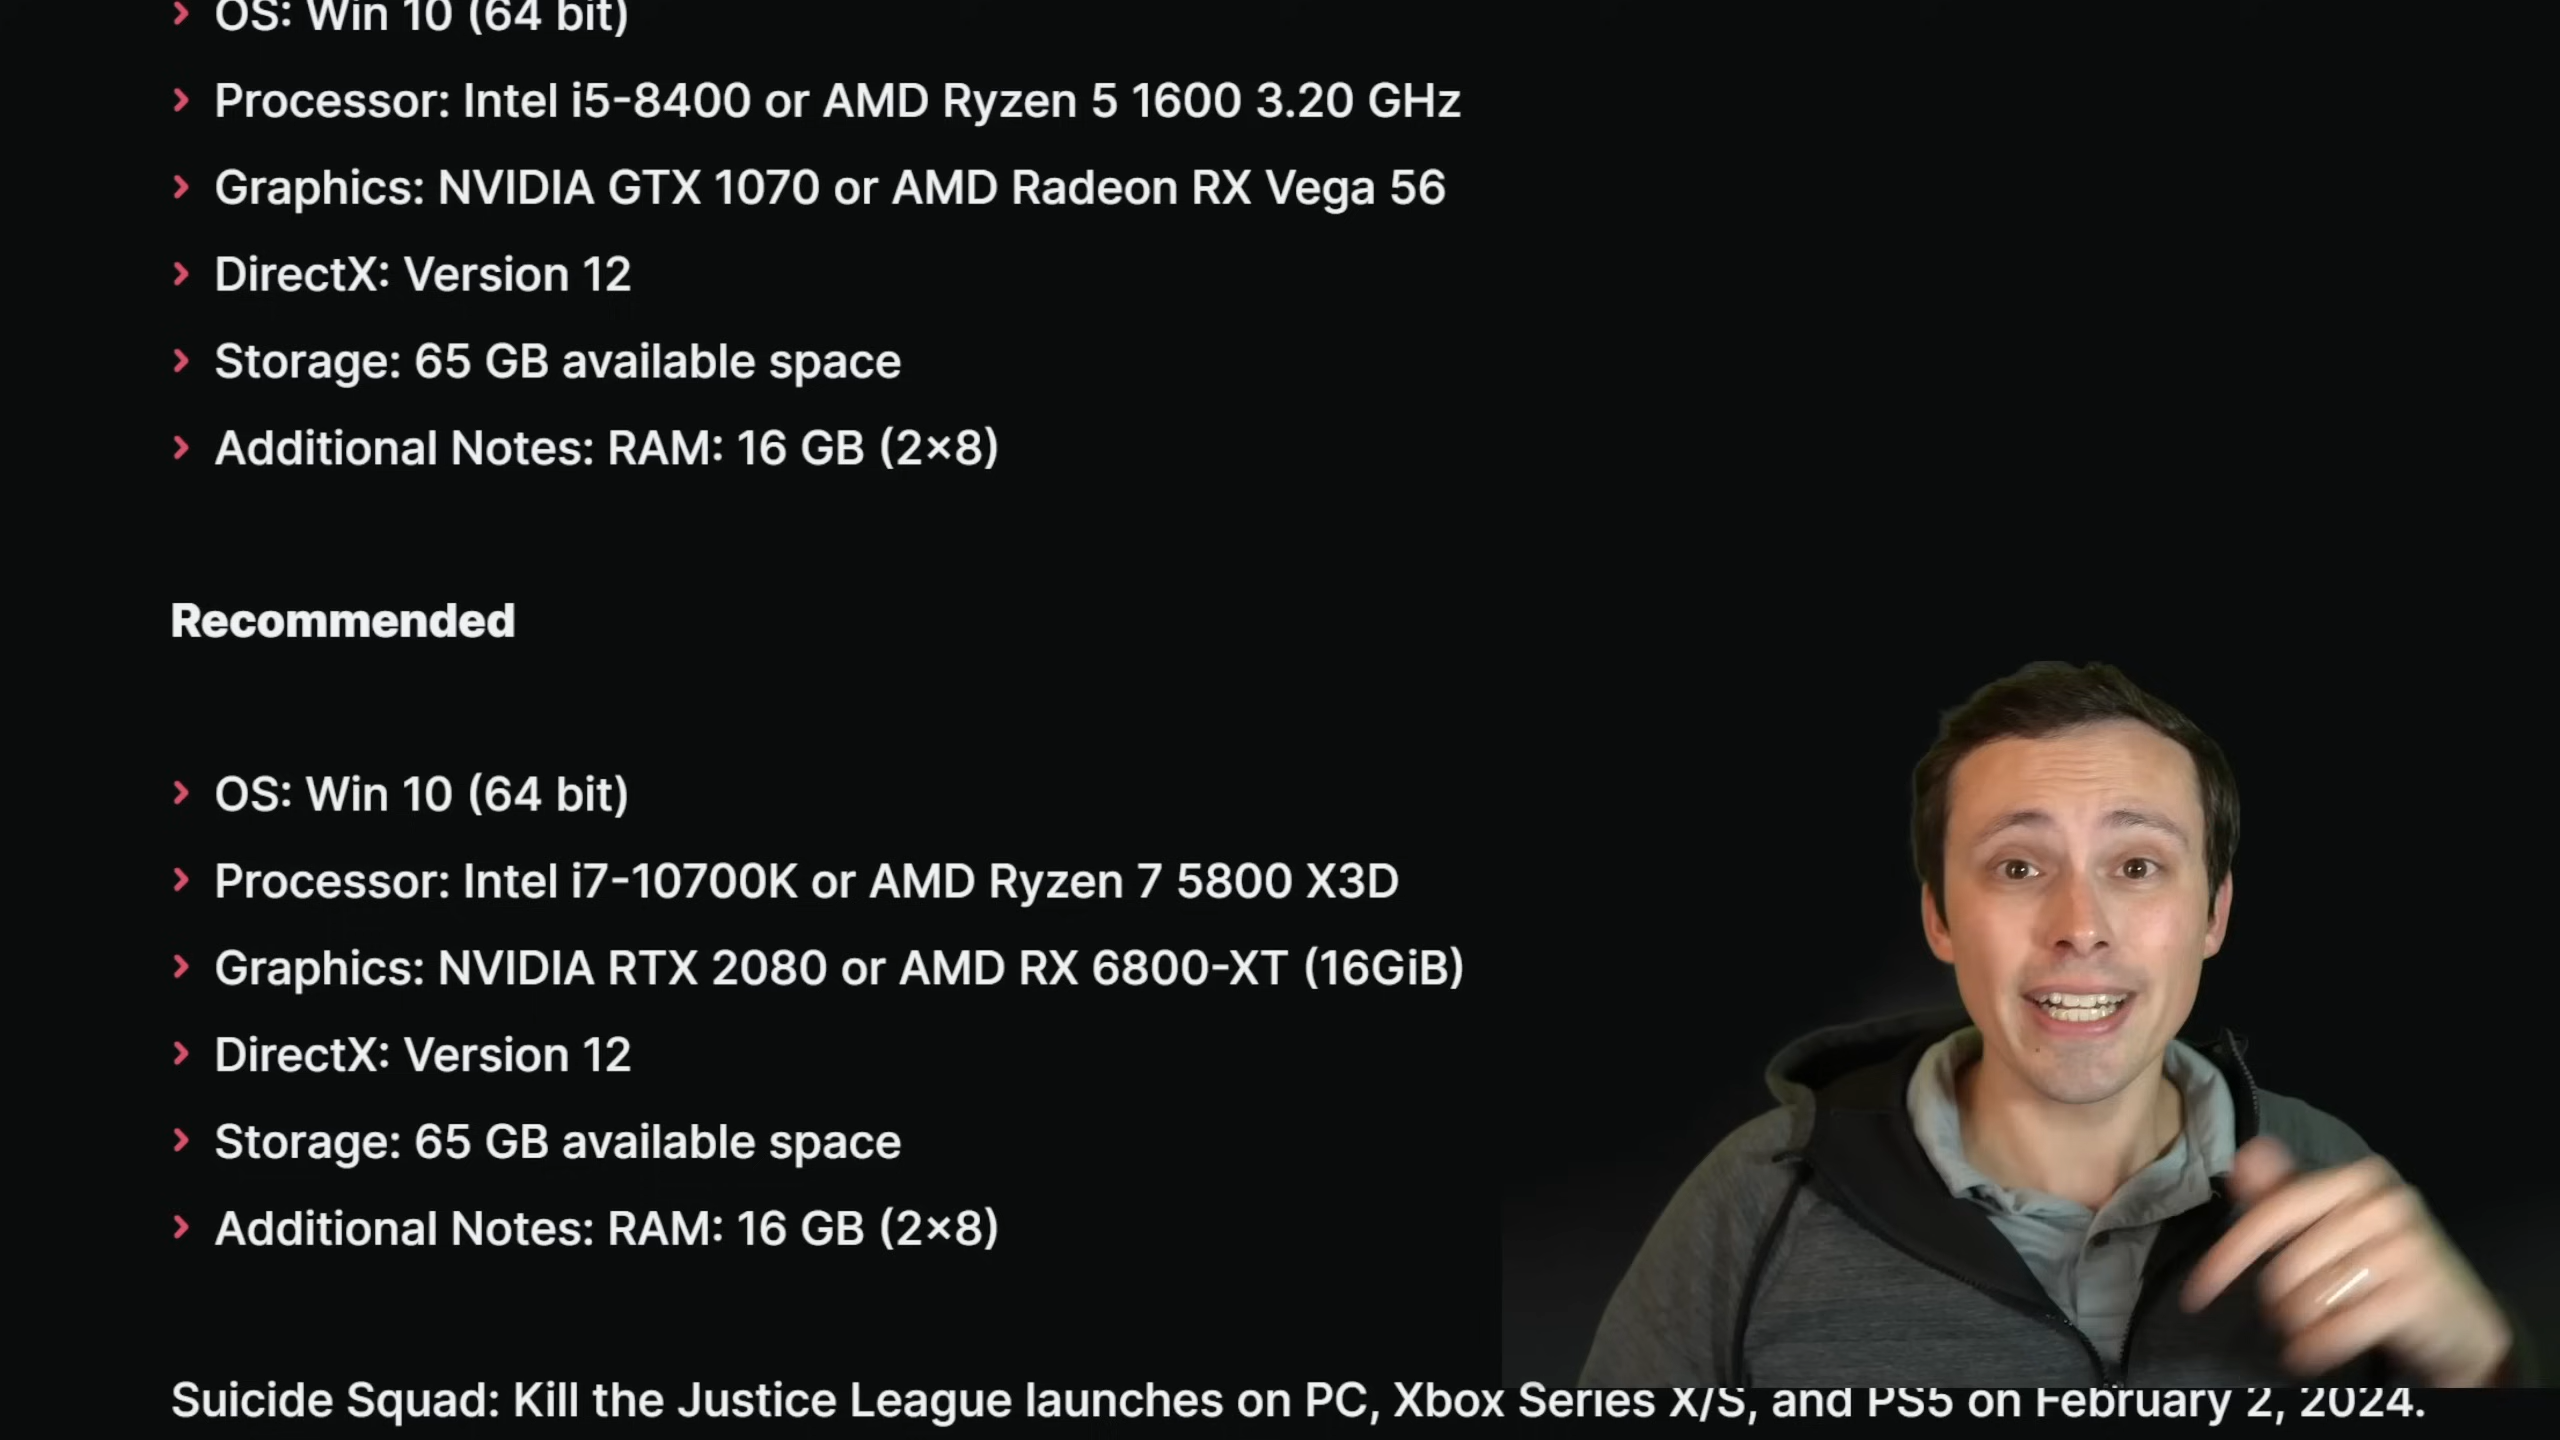 OS: Win 10 (64 bit)
Processor: Intel i5-8400 or AMD Ryzen 5 1600 3.20 GHz
Graphics: NVIDIA GTX 1070 or AMD Radeon RX Vega 56
DirectX: Version 12
Storage: 65 GB available space
Additional Notes: RAM: 16 GB (2×8)
Recommended
OS: Win 10 (64 bit)
Processor: Intel i7-10700K or AMD Ryzen 7 5800 X3D
Graphics: NVIDIA RTX 2080 or AMD RX 6800-XT (16GiB)
DirectX: Version 12
Storage: 65 GB available space
Additional Notes: RAM: 16 GB (2×8)
Suicide Squad: Kill the Justice League launches on PC, Xbox Series X/S, and PS5 on February 2, 2024.